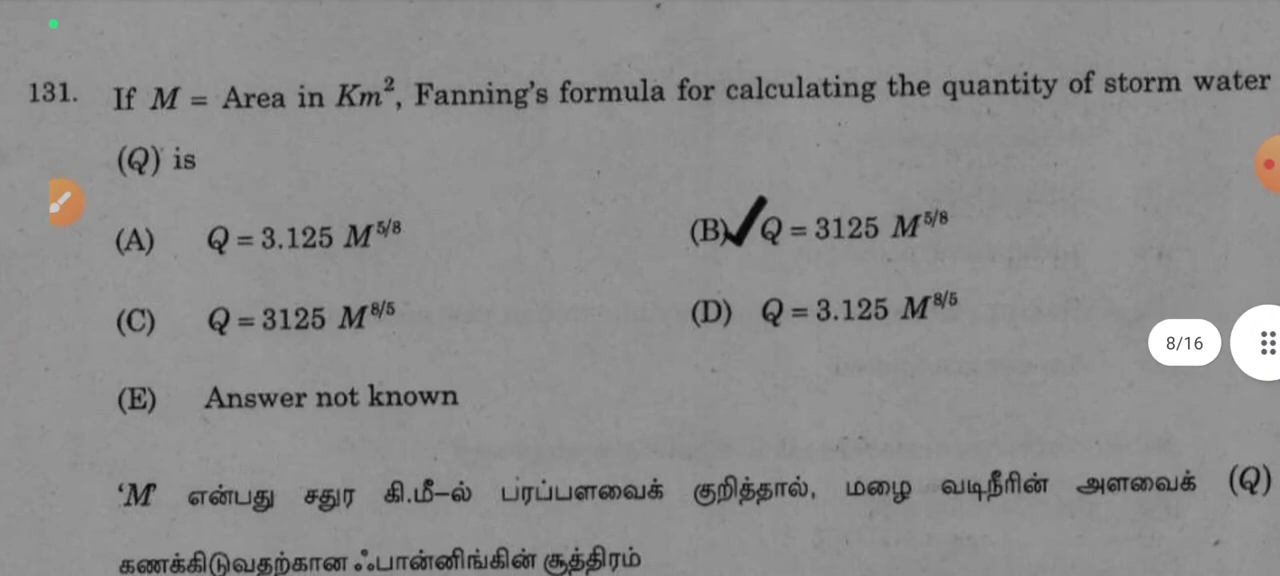 131. If M = Area in Km², Fanning's formula for calculating the quantity of storm water
(Q) is
(A) Q = 3.125 M^5/8 (B) Q = 3125 M^5/8
(C) Q = 3125 M^8/5 (D) Q = 3.125 M^8/5
8/16
(E) Answer not known
'M' என்பது சதுர கி.மீ–ல் பரப்பளவைக் குறித்தால், மழை வடிநீரின் அளவைக் (Q)
கணக்கிடுவதற்கான ஃபான்னிங்கின் சூத்திரம்